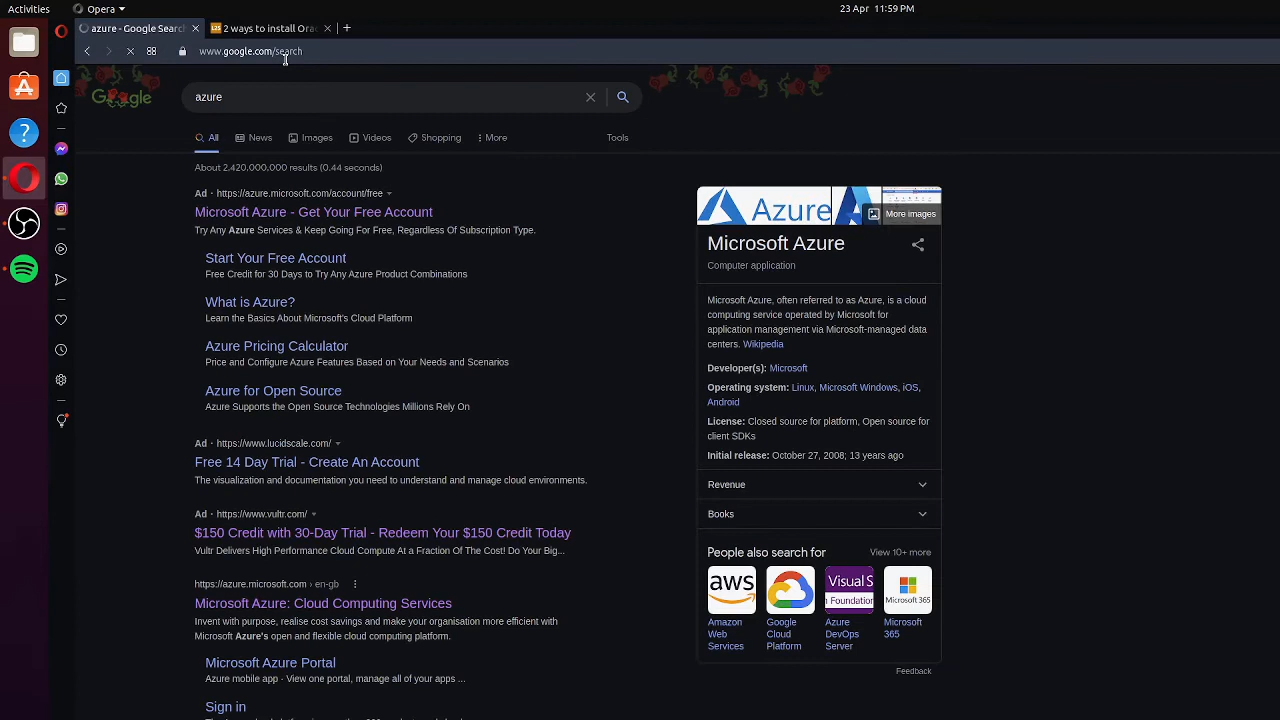 Activities
Opera
23 Apr 11:59 PM
azure - Google Search
2 ways to install Orac
www.google.com/search
Google
azure
All
News
Images
Videos
Shopping
More
Tools
About 2.420.000.000 results (0.44 seconds)
Ad · https://azure.microsoft.com/account/free
Microsoft Azure - Get Your Free Account
Try Any Azure Services & Keep Going For Free, Regardless Of Subscription Type.
Start Your Free Account
Free Credit for 30 Days to Try Any Azure Product Combinations
What is Azure?
Learn the Basics About Microsoft's Cloud Platform
Azure Pricing Calculator
Price and Configure Azure Features Based on Your Needs and Scenarios
Azure for Open Source
Azure Supports the Open Source Technologies Millions Rely On
Ad · https://www.lucidscale.com/
Free 14 Day Trial - Create An Account
The visualization and documentation you need to understand and manage cloud environments.
Ad · https://www.vultr.com/
$150 Credit with 30-Day Trial - Redeem Your $150 Credit Today
Vultr Delivers High Performance Cloud Compute At a Fraction Of The Cost! Do Your Big...
https://azure.microsoft.com › en-gb
Microsoft Azure: Cloud Computing Services
Invent with purpose, realise cost savings and make your organisation more efficient with
Microsoft Azure's open and flexible cloud computing platform.
Microsoft Azure Portal
Azure mobile app · View one portal, manage all of your apps ...
Sign in
Azure
More images
Microsoft Azure
Computer application
Microsoft Azure, often referred to as Azure, is a cloud
computing service operated by Microsoft for
application management via Microsoft-managed data
centers. Wikipedia
Developer(s): Microsoft
Operating system: Linux, Microsoft Windows, iOS,
Android
License: Closed source for platform, Open source for
client SDKs
Initial release: October 27, 2008; 13 years ago
Revenue
Books
People also search for
View 10+ more
aws
Visual S
Foundation
Microsoft 365
Amazon
Web
Services
Google
Cloud
Platform
Azure
DevOps
Server
Microsoft
365
Feedback